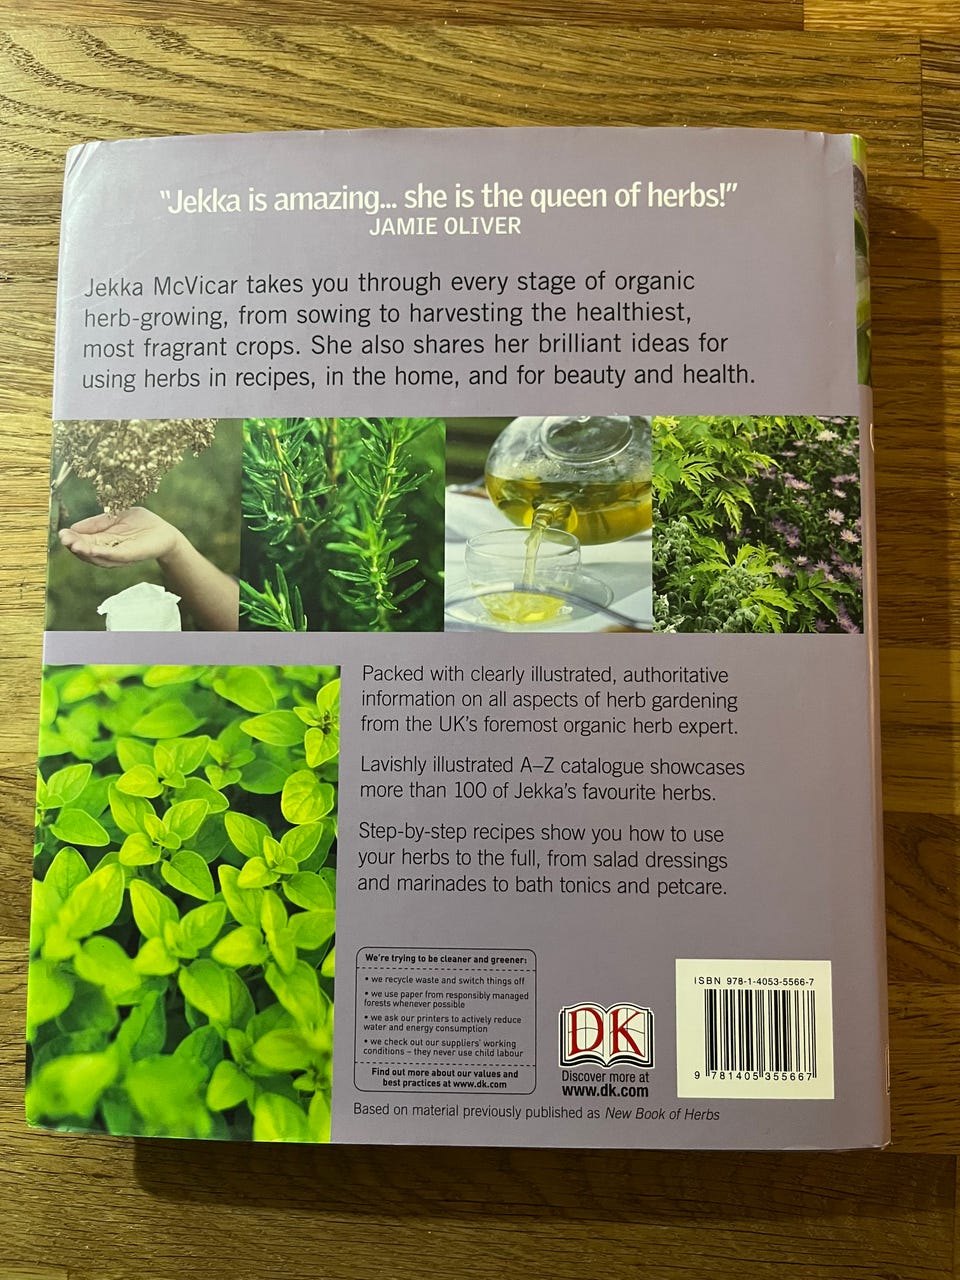 “Jekka is amazing... she is the queen of herbs!”
JAMIE OLIVER
Jekka McVicar takes you through every stage of organic
herb-growing, from sowing to harvesting the healthiest,
most fragrant crops. She also shares her brilliant ideas for
using herbs in recipes, in the home, and for beauty and health.
Packed with clearly illustrated, authoritative
information on all aspects of herb gardening
from the UK's foremost organic herb expert.
Lavishly illustrated A–Z catalogue showcases
more than 100 of Jekka's favourite herbs.
Step-by-step recipes show you how to use
your herbs to the full, from salad dressings
and marinades to bath tonics and petcare.
We're trying to be cleaner and greener:
• we recycle waste and switch things off
• we use paper from responsibly managed
forests whenever possible
• we ask our printers to actively reduce
water and energy consumption
• we check out our suppliers' working
conditions – they never use child labour
Find out more about our values and
best practices at www.dk.com
DK
Discover more at
www.dk.com
ISBN 978-1-4053-5566-7
9 781405 355667
Based on material previously published as New Book of Herbs